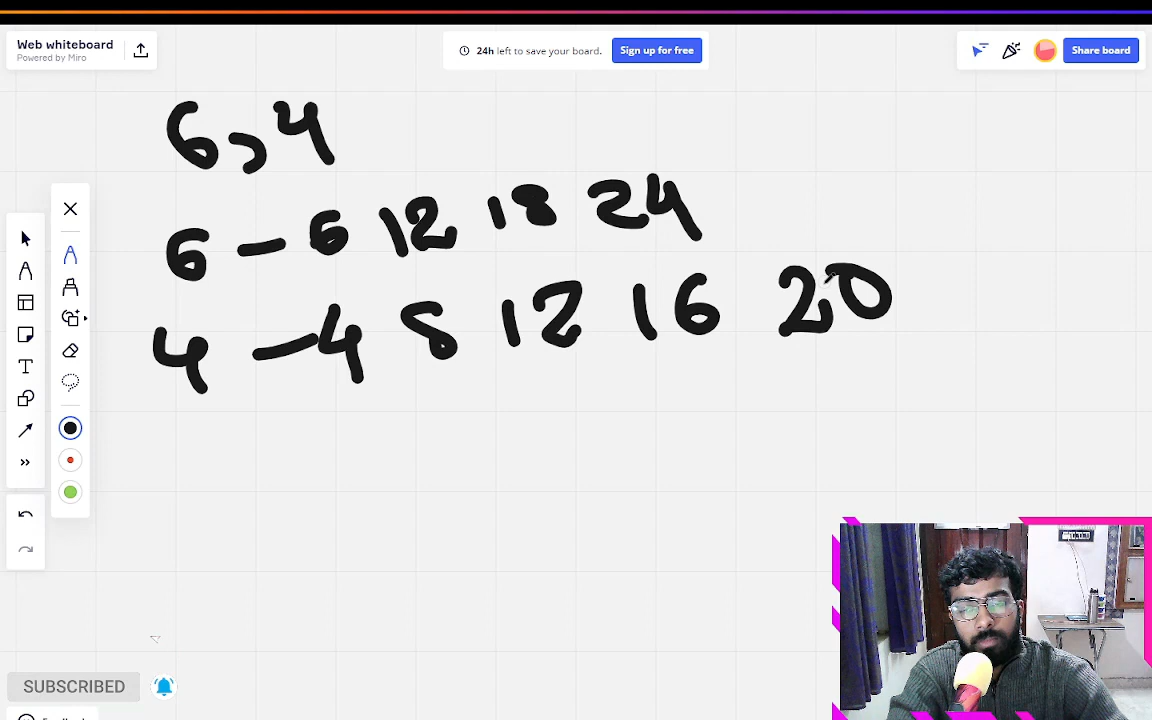 Web whiteboard
Powered by Miro
24h left to save your board.
Sign up for free
Share board
6,4
6 - 6 12 18 24
4 - 4 8 12 16 20
T
SUBSCRIBED